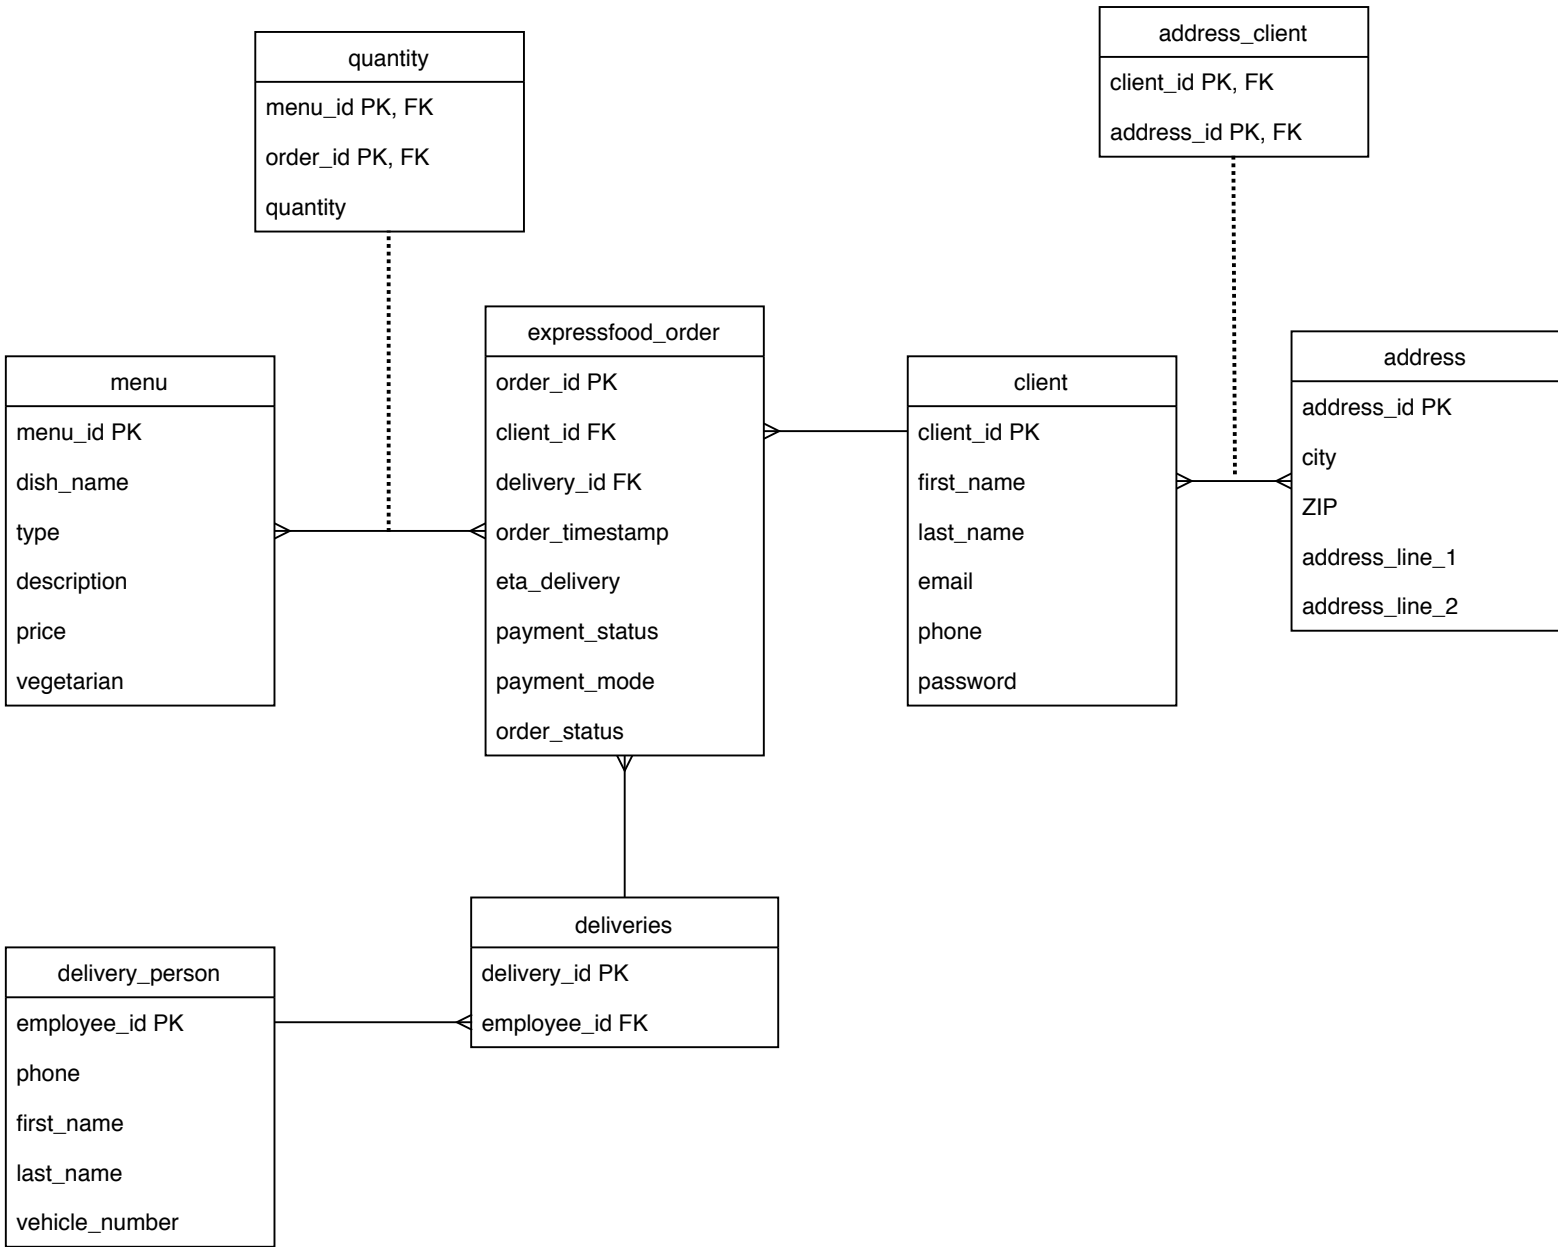 quantity
menu_id PK, FK
order_id PK, FK
quantity
address_client
client_id PK, FK
address_id PK, FK
menu
menu_id PK
dish_name
type
description
price
vegetarian
expressfood_order
order_id PK
client_id FK
delivery_id FK
order_timestamp
eta_delivery
payment_status
payment_mode
order_status
client
client_id PK
first_name
last_name
email
phone
password
address
address_id PK
city
ZIP
address_line_1
address_line_2
delivery_person
employee_id PK
phone
first_name
last_name
vehicle_number
deliveries
delivery_id PK
employee_id FK